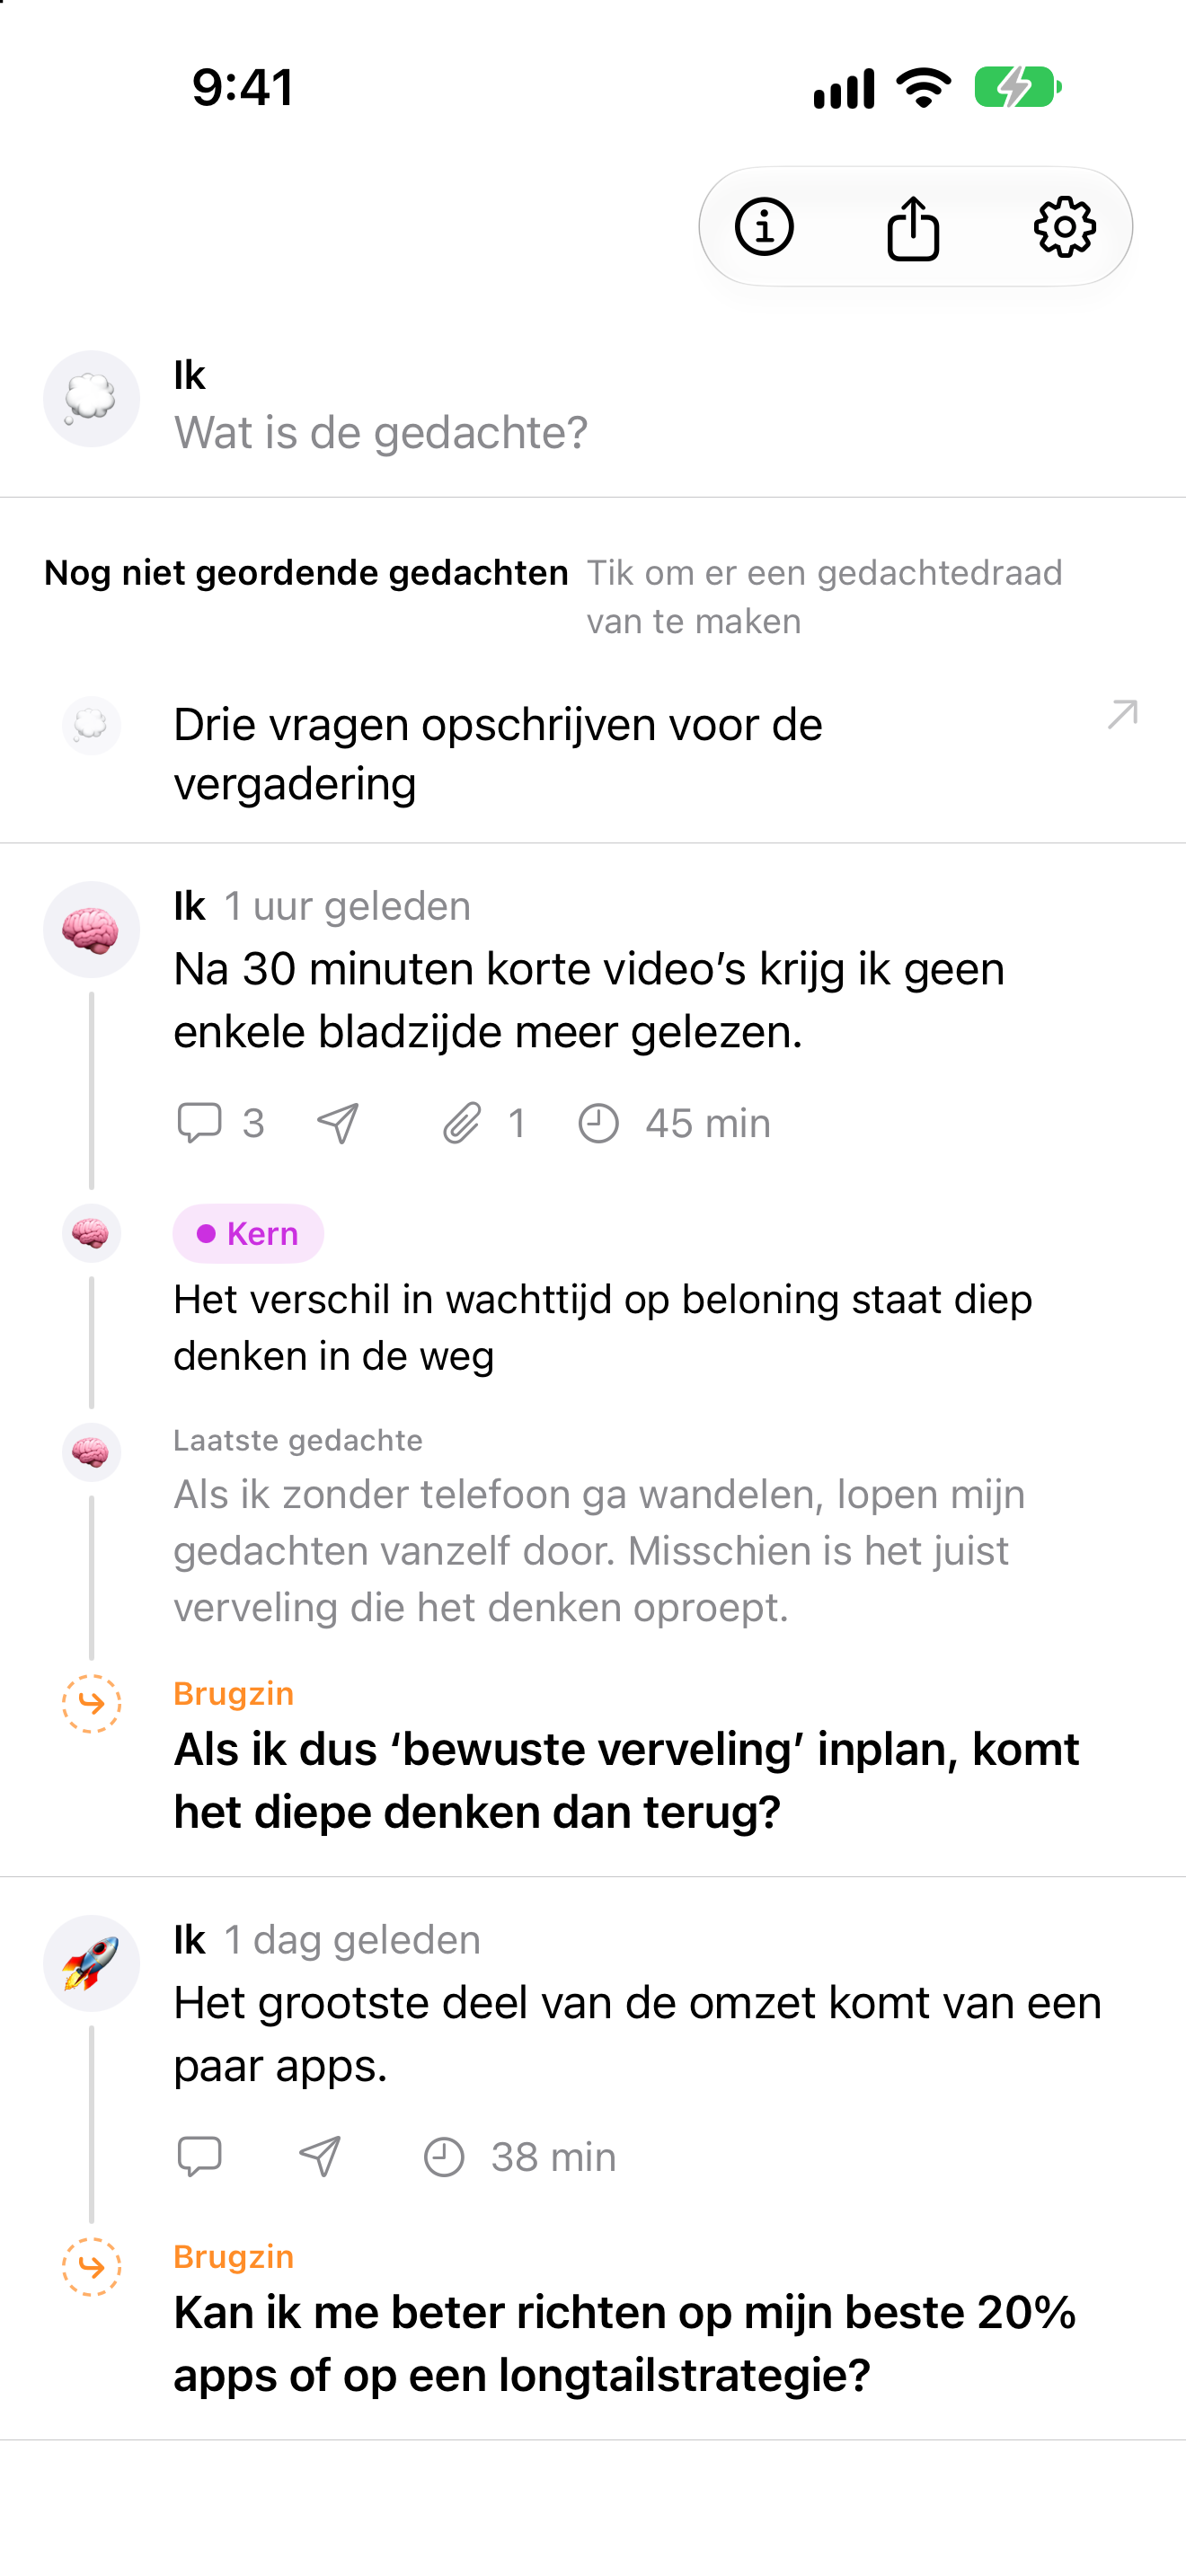 9:41
Ik
Wat is de gedachte?
Nog niet geordende gedachten
Tik om er een gedachtedraad
van te maken
Drie vragen opschrijven voor de
vergadering
Ik 1 uur geleden
Na 30 minuten korte video’s krijg ik geen
enkele bladzijde meer gelezen.
3 1 45 min
Kern
Het verschil in wachttijd op beloning staat diep
denken in de weg
Laatste gedachte
Als ik zonder telefoon ga wandelen, lopen mijn
gedachten vanzelf door. Misschien is het juist
verveling die het denken oproept.
Brugzin
Als ik dus ‘bewuste verveling’ inplan, komt
het diepe denken dan terug?
Ik 1 dag geleden
Het grootste deel van de omzet komt van een
paar apps.
38 min
Brugzin
Kan ik me beter richten op mijn beste 20%
apps of op een longtailstrategie?